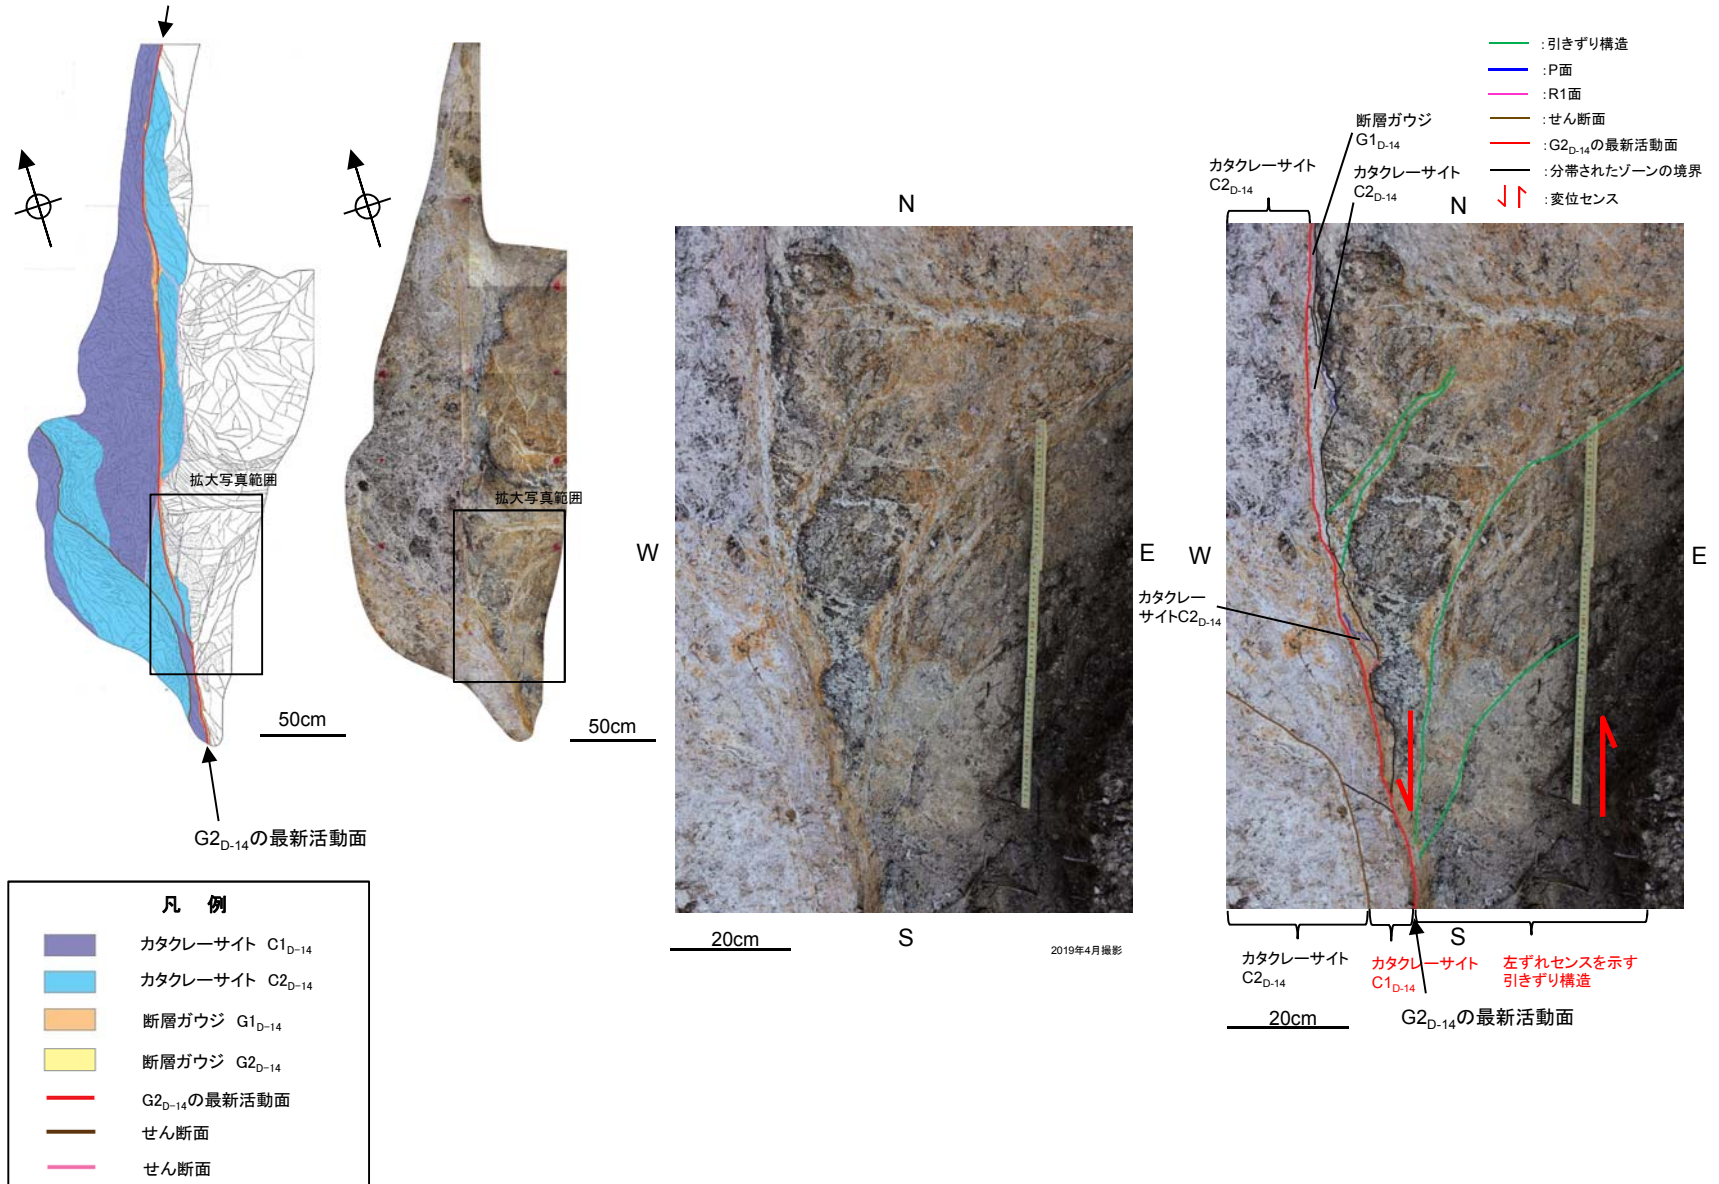 拡大写真範囲
50cm
G2D-14の最新活動面
拡大写真範囲
50cm
凡 例
カタクレーサイト C1D-14
カタクレーサイト C2D-14
断層ガウジ G1D-14
断層ガウジ G2D-14
G2D-14の最新活動面
せん断面
せん断面
N
W
E
S
20cm
2019年4月撮影
:引きずり構造
:P面
:R1面
:せん断面
:G2D-14の最新活動面
:分帯されたゾーンの境界
:変位センス
断層ガウジ
G1D-14
カタクレーサイト
C2D-14
カタクレーサイト
C2D-14
N
W
E
カタクレー
サイトC2D-14
S
カタクレーサイト
C2D-14
カタクレーサイト
C1D-14
左ずれセンスを示す
引きずり構造
20cm
G2D-14の最新活動面